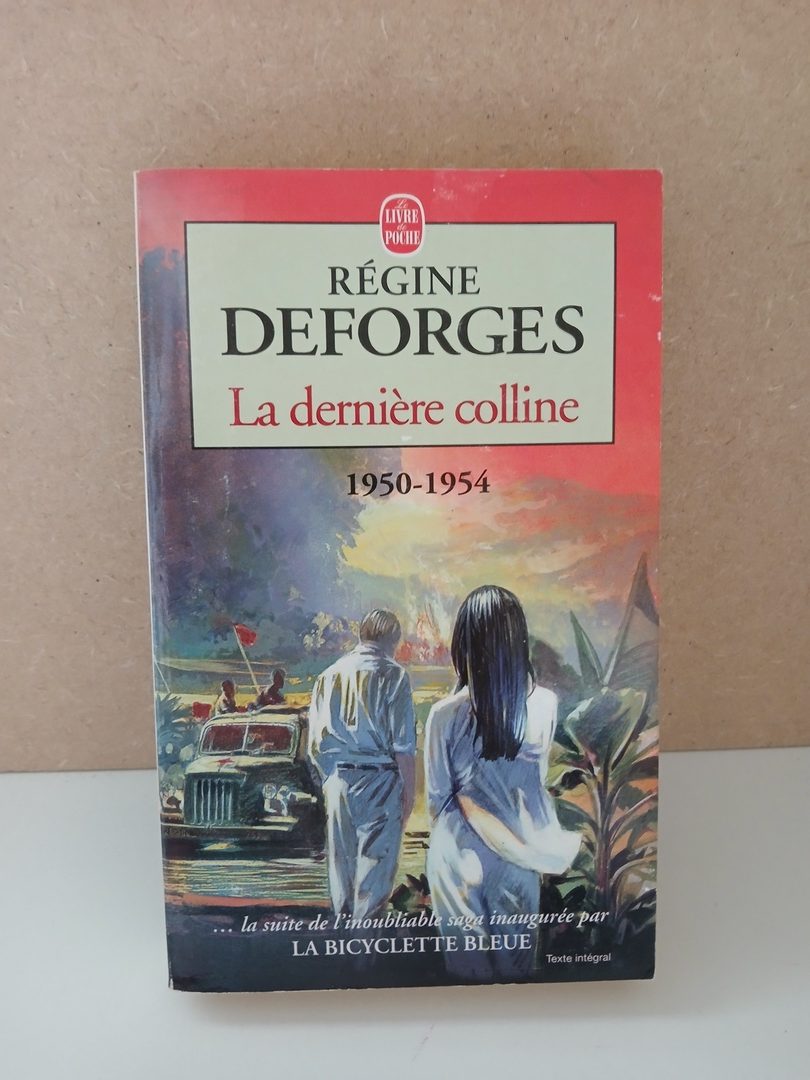 Le
LIVRE
de
POCHE
RÉGINE
DEFORGES
La dernière colline
1950-1954
... la suite de l'inoubliable saga inaugurée par
LA BICYCLETTE BLEUE
Texte intégral